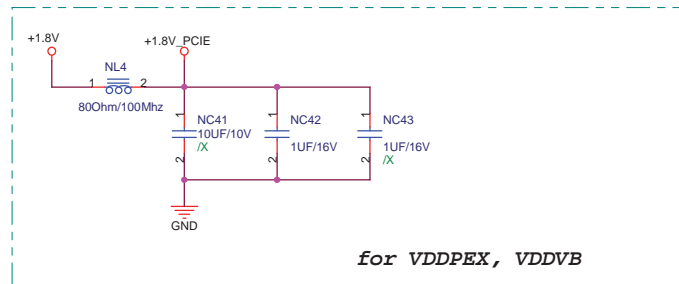 +1.8V
+1.8V_PCIE
NL4
1
2
80Ohm/100Mhz
1
NC41
10UF/10V
/X
2
1
NC42
1UF/16V
2
1
NC43
1UF/16V
/X
2
GND
for VDDPEX, VDDVB